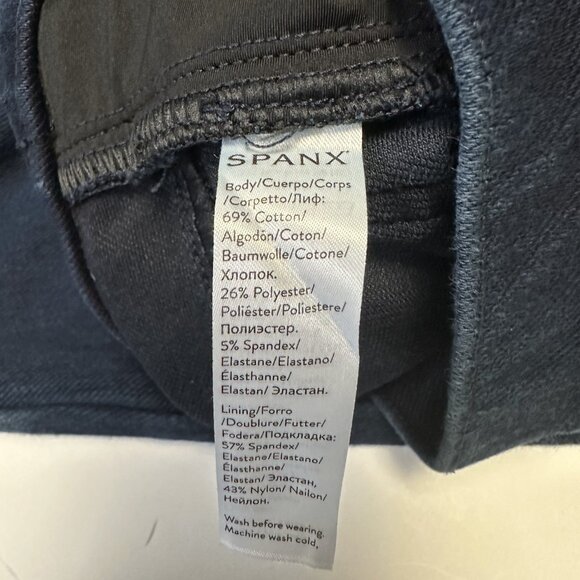 SPANX
Body/Cuerpo/Corps
/Corpetto/Лиф:
69% Cotton/
Algodón/Coton/
Baumwolle/Cotone/
Хлопок.
26% Polyester/
Poliéster/Poliestere/
Полиэстер.
5% Spandex/
Elastane/Elastano/
Élasthanne/
Elastan/ Эластан.
Lining/Forro
/Doublure/Futter/
Fodera/Подкладка:
57% Spandex/
Elastane/Elastano/
Élasthanne/
Elastan/ Эластан,
43% Nylon/ Nailon/
Нейлон.
Wash before wearing.
Machine wash cold,